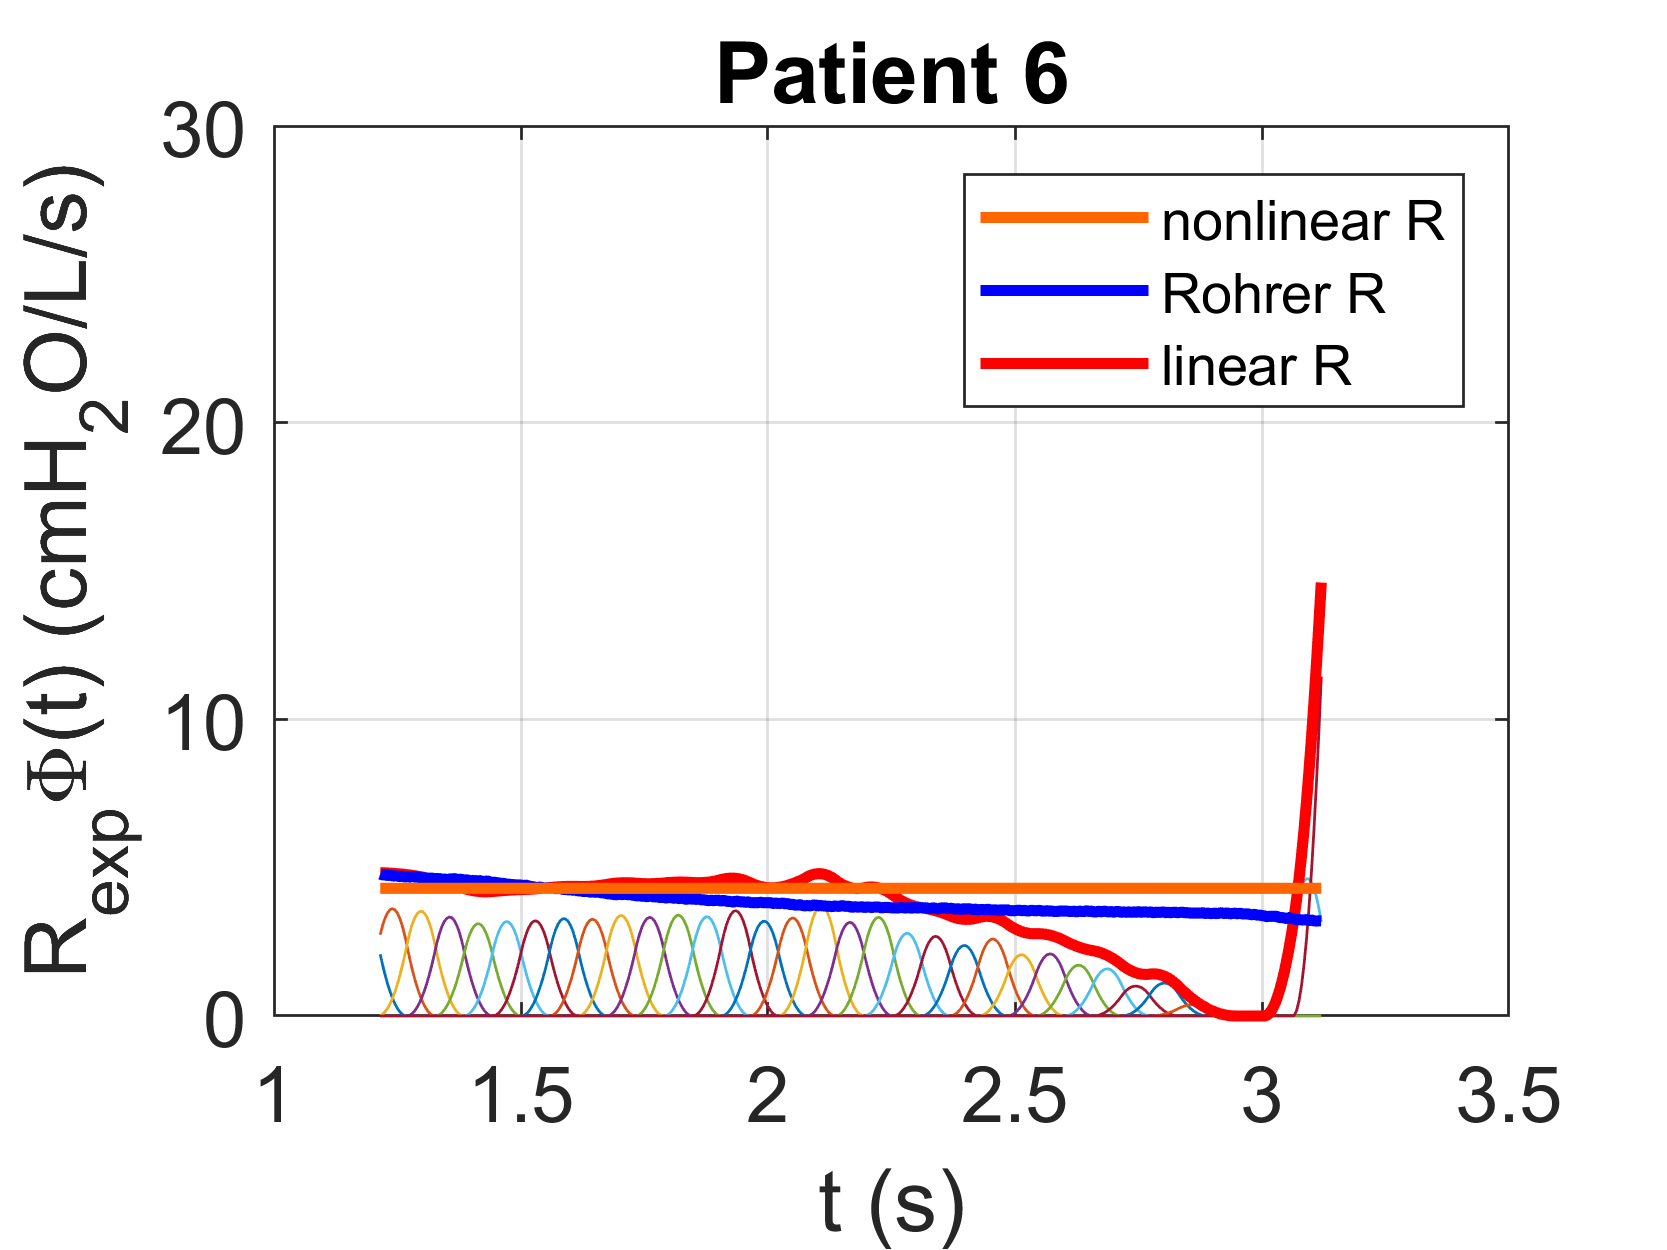 Patient 6
R_expΦ(t) (cmH_2O/L/s)
30
20
10
0
nonlinear R
Rohrer R
linear R
1 1.5 2 2.5 3 3.5
t (s)